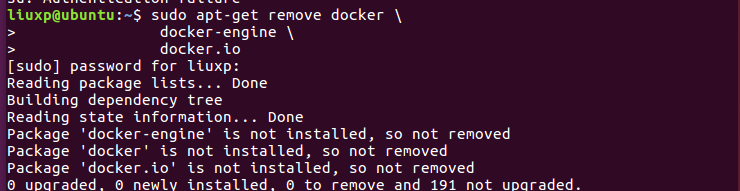 su: Authentication failure
liuxp@ubuntu:~$ sudo apt-get remove docker \
> docker-engine \
> docker.io
[sudo] password for liuxp:
Reading package lists... Done
Building dependency tree
Reading state information... Done
Package 'docker-engine' is not installed, so not removed
Package 'docker' is not installed, so not removed
Package 'docker.io' is not installed, so not removed
0 upgraded, 0 newly installed, 0 to remove and 191 not upgraded.